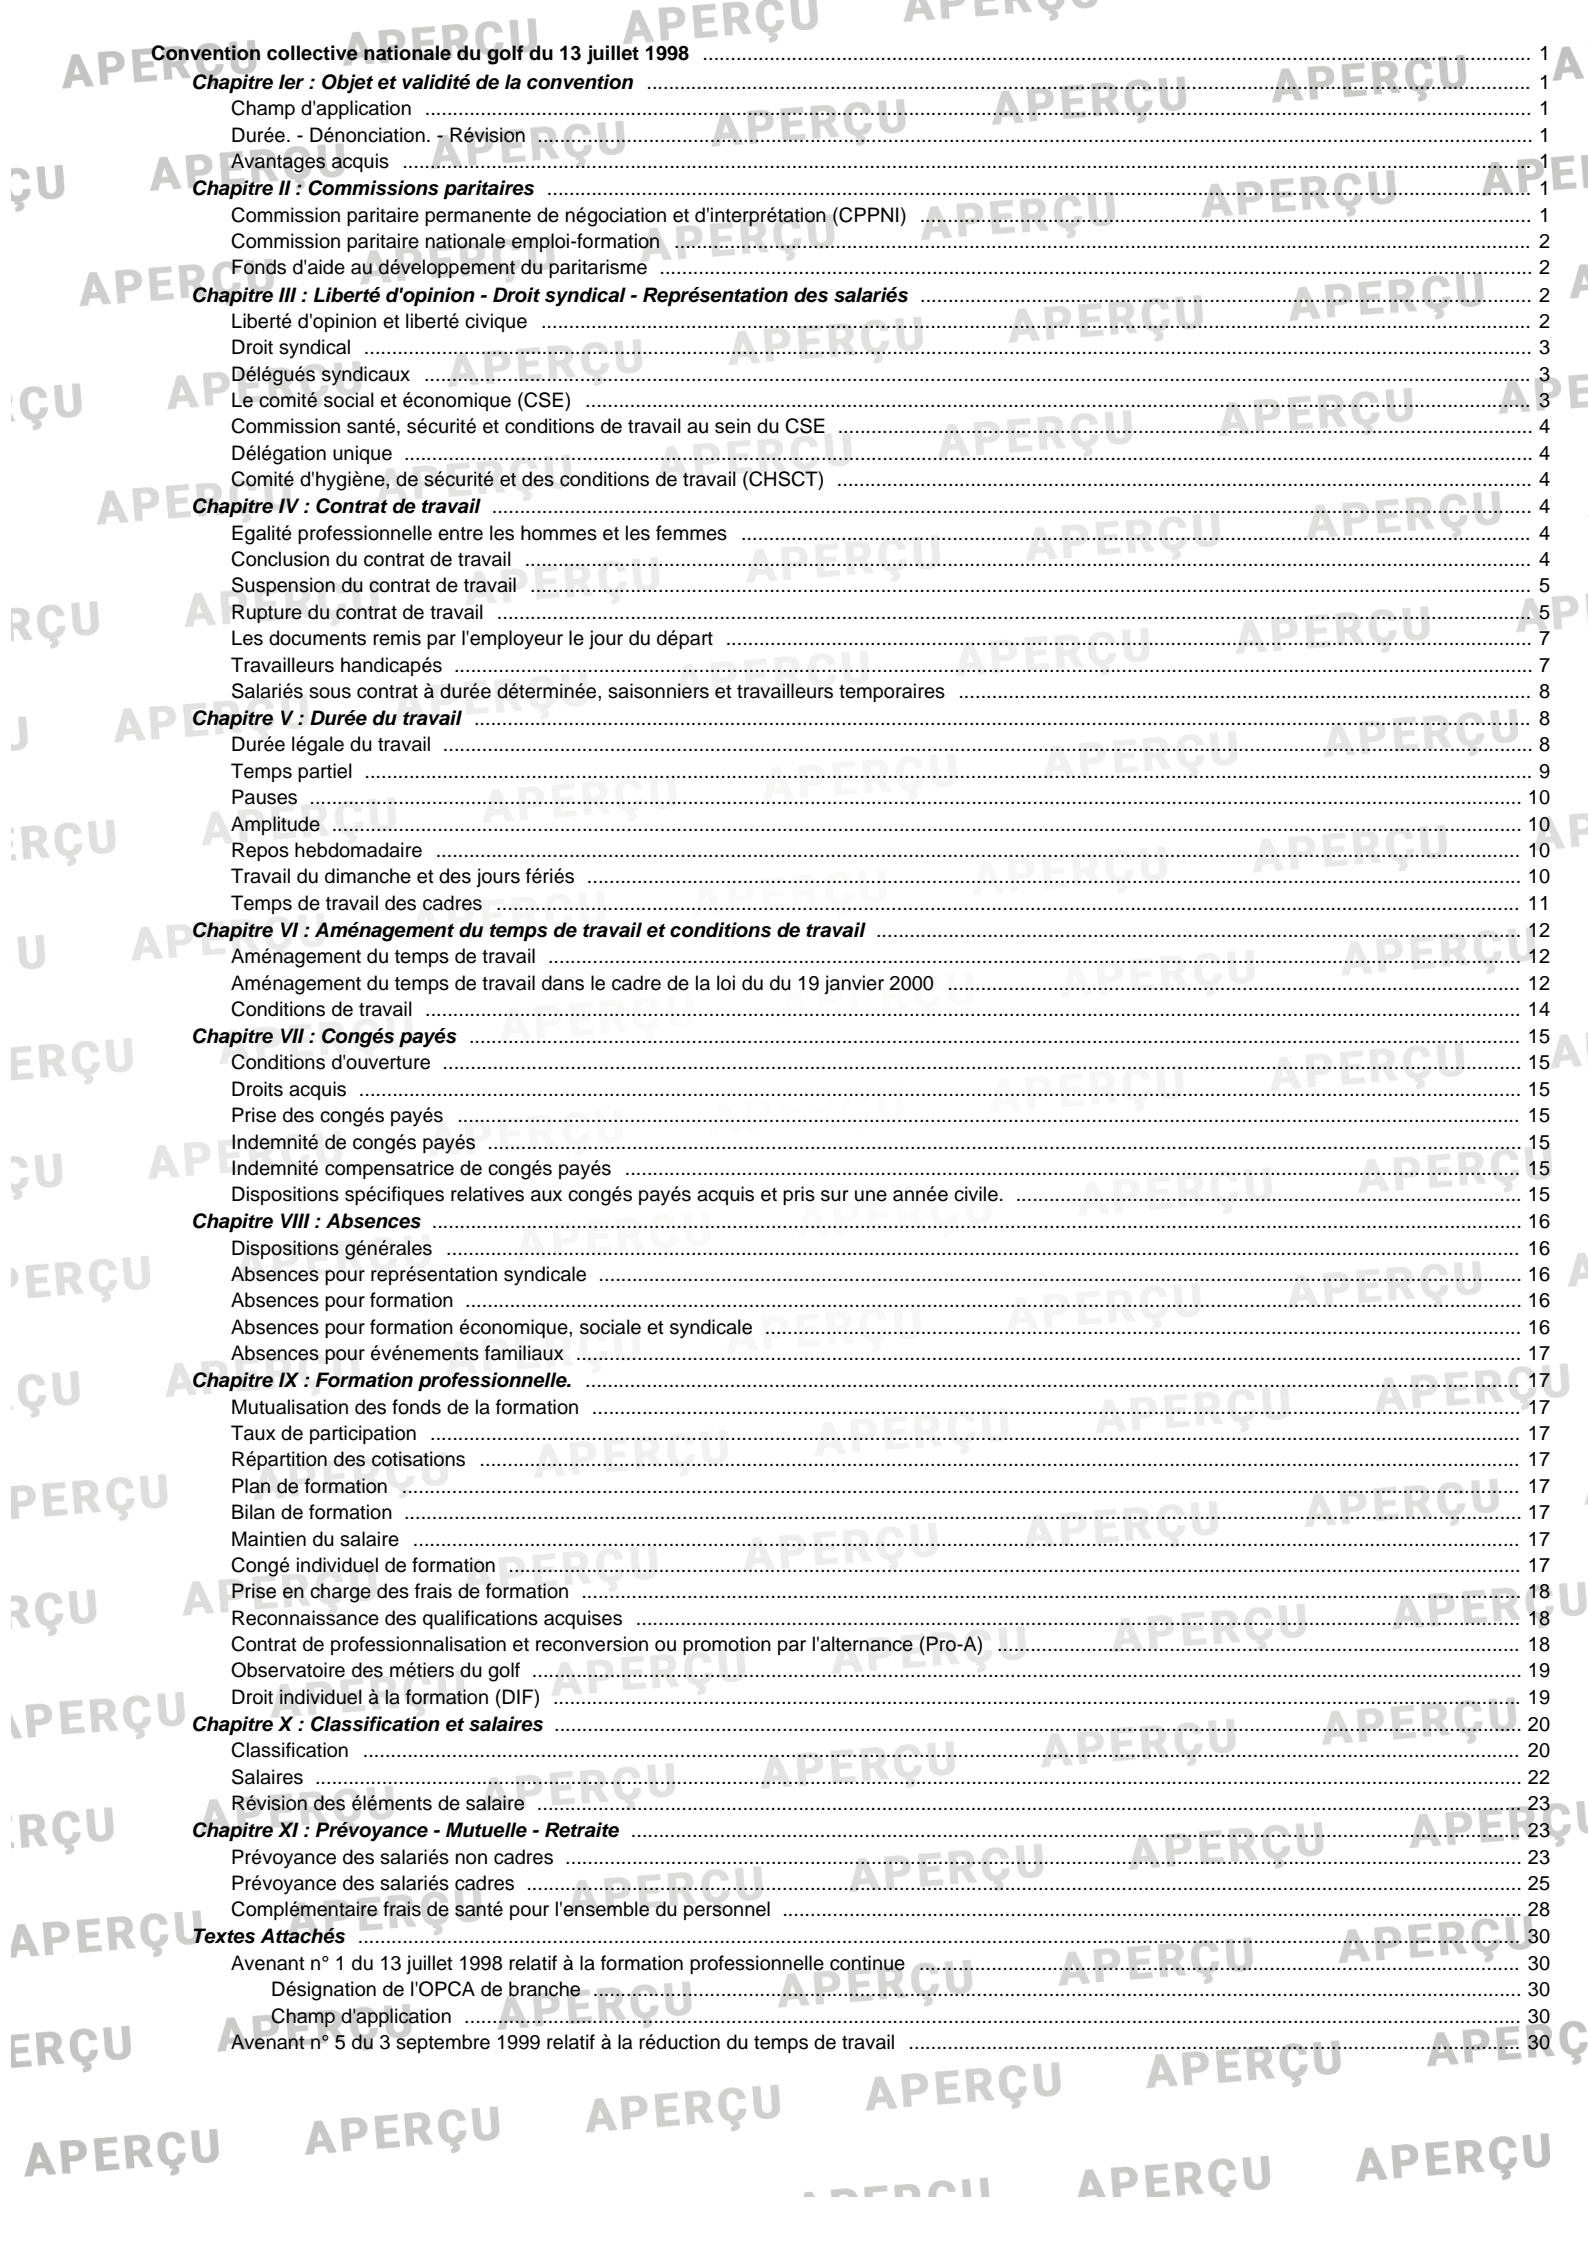 Convention collective nationale du golf du 13 juillet 1998 ... 1
Chapitre Ier : Objet et validité de la convention ... 1
Champ d'application ... 1
Durée. - Dénonciation. - Révision ... 1
Avantages acquis ... 1
Chapitre II : Commissions paritaires ... 1
Commission paritaire permanente de négociation et d'interprétation (CPPNI) ... 1
Commission paritaire nationale emploi-formation ... 2
Fonds d'aide au développement du paritarisme ... 2
Chapitre III : Liberté d'opinion - Droit syndical - Représentation des salariés ... 2
Liberté d'opinion et liberté civique ... 2
Droit syndical ... 3
Délégués syndicaux ... 3
Le comité social et économique (CSE) ... 3
Commission santé, sécurité et conditions de travail au sein du CSE ... 4
Délégation unique ... 4
Comité d'hygiène, de sécurité et des conditions de travail (CHSCT) ... 4
Chapitre IV : Contrat de travail ... 4
Egalité professionnelle entre les hommes et les femmes ... 4
Conclusion du contrat de travail ... 4
Suspension du contrat de travail ... 5
Rupture du contrat de travail ... 5
Les documents remis par l'employeur le jour du départ ... 7
Travailleurs handicapés ... 7
Salariés sous contrat à durée déterminée, saisonniers et travailleurs temporaires ... 8
Chapitre V : Durée du travail ... 8
Durée légale du travail ... 8
Temps partiel ... 9
Pauses ... 10
Amplitude ... 10
Repos hebdomadaire ... 10
Travail du dimanche et des jours fériés ... 10
Temps de travail des cadres ... 11
Chapitre VI : Aménagement du temps de travail et conditions de travail ... 12
Aménagement du temps de travail ... 12
Aménagement du temps de travail dans le cadre de la loi du du 19 janvier 2000 ... 12
Conditions de travail ... 14
Chapitre VII : Congés payés ... 15
Conditions d'ouverture ... 15
Droits acquis ... 15
Prise des congés payés ... 15
Indemnité de congés payés ... 15
Indemnité compensatrice de congés payés ... 15
Dispositions spécifiques relatives aux congés payés acquis et pris sur une année civile. ... 15
Chapitre VIII : Absences ... 16
Dispositions générales ... 16
Absences pour représentation syndicale ... 16
Absences pour formation ... 16
Absences pour formation économique, sociale et syndicale ... 16
Absences pour événements familiaux ... 17
Chapitre IX : Formation professionnelle. ... 17
Mutualisation des fonds de la formation ... 17
Taux de participation ... 17
Répartition des cotisations ... 17
Plan de formation ... 17
Bilan de formation ... 17
Maintien du salaire ... 17
Congé individuel de formation ... 17
Prise en charge des frais de formation ... 18
Reconnaissance des qualifications acquises ... 18
Contrat de professionnalisation et reconversion ou promotion par l'alternance (Pro-A) ... 18
Observatoire des métiers du golf ... 19
Droit individuel à la formation (DIF) ... 19
Chapitre X : Classification et salaires ... 20
Classification ... 20
Salaires ... 22
Révision des éléments de salaire ... 23
Chapitre XI : Prévoyance - Mutuelle - Retraite ... 23
Prévoyance des salariés non cadres ... 23
Prévoyance des salariés cadres ... 25
Complémentaire frais de santé pour l'ensemble du personnel ... 28
Textes Attachés ... 30
Avenant n° 1 du 13 juillet 1998 relatif à la formation professionnelle continue ... 30
Désignation de l'OPCA de branche ... 30
Champ d'application ... 30
Avenant n° 5 du 3 septembre 1999 relatif à la réduction du temps de travail ... 30
APERÇU